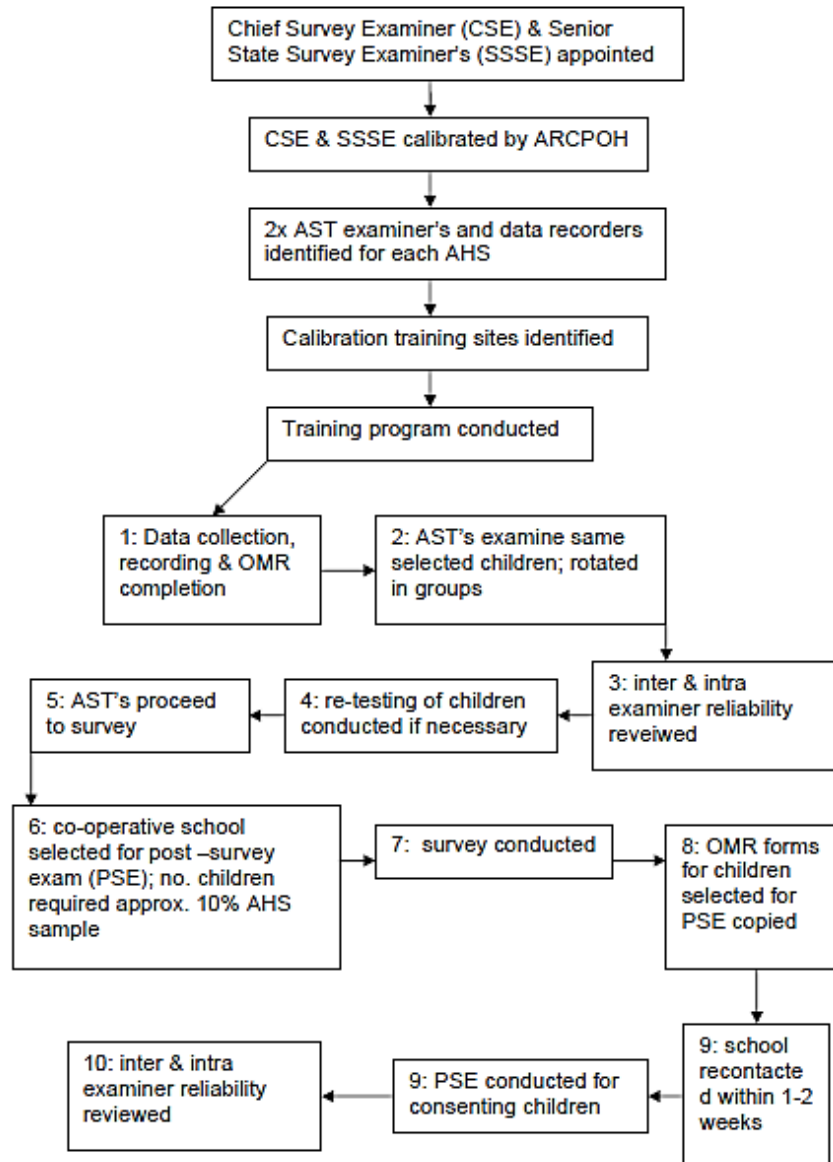 Chief Survey Examiner (CSE) & Senior
State Survey Examiner's (SSSE) appointed
CSE & SSSE calibrated by ARCPOH
2x AST examiner's and data recorders
identified for each AHS
Calibration training sites identified
Training program conducted
1: Data collection,
recording & OMR
completion
2: AST's examine same
selected children; rotated
in groups
3: inter & intra
examiner reliability
reveiwed
4: re-testing of children
conducted if necessary
5: AST's proceed
to survey
6: co-operative school
selected for post –survey
exam (PSE); no. children
required approx. 10% AHS
sample
7: survey conducted
8: OMR forms
for children
selected for
PSE copied
9: school
recontacte
d within 1-2
weeks
9: PSE conducted for
consenting children
10: inter & intra
examiner reliability
reviewed